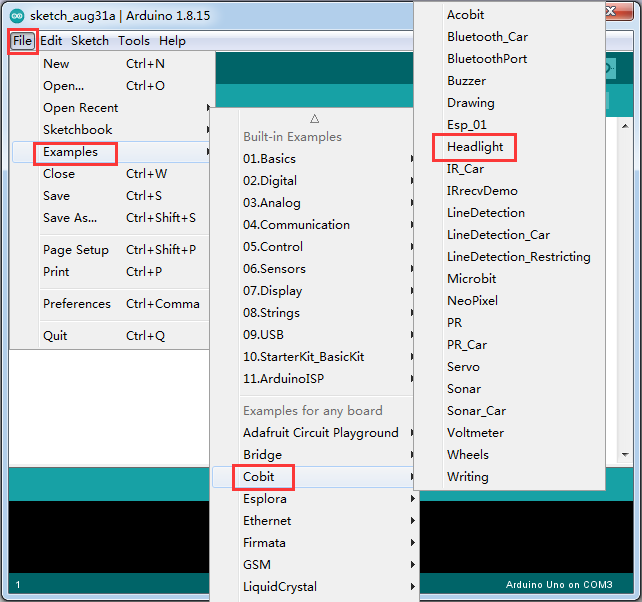 sketch_aug31a | Arduino 1.8.15
File Edit Sketch Tools Help
New Ctrl+N
Open... Ctrl+O
Open Recent
Sketchbook
Examples
Close Ctrl+W
Save Ctrl+S
Save As... Ctrl+Shift+S
Page Setup Ctrl+Shift+P
Print Ctrl+P
Preferences Ctrl+Comma
Quit Ctrl+Q
Built-in Examples
01.Basics
02.Digital
03.Analog
04.Communication
05.Control
06.Sensors
07.Display
08.Strings
09.USB
10.StarterKit_BasicKit
11.ArduinoISP
Examples for any board
Adafruit Circuit Playground
Bridge
Cobit
Esplora
Ethernet
Firmata
GSM
LiquidCrystal
Acobit
Bluetooth_Car
BluetoothPort
Buzzer
Drawing
Esp_01
Headlight
IR_Car
IRrecvDemo
LineDetection
LineDetection_Car
LineDetection_Restricting
Microbit
NeoPixel
PR
PR_Car
Servo
Sonar
Sonar_Car
Voltmeter
Wheels
Writing
1
Arduino Uno on COM3